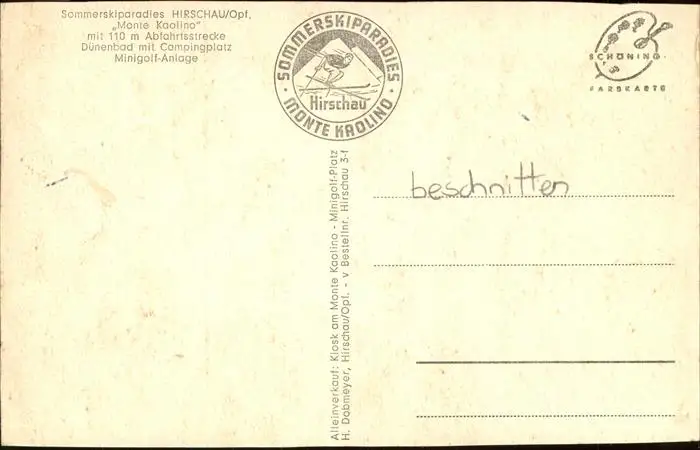 Sommerskiparadies HIRSCHAU/Opf.
„Monte Kaolino“
mit 110 m Abfahrtsstrecke
Dünenbad mit Campingplatz
Minigolf-Anlage
· SOMMERSKIPARADIES ·
Hirschau
MONTE KAOLINO
SCHÖNING
FARBKARTE
beschnitten
Alleinverkauf: Kiosk am Monte Kaolino - Minigolf-Platz
H. Dobmeyer, Hirschau/Opf. - v Bestellnr. Hirschau 3-f